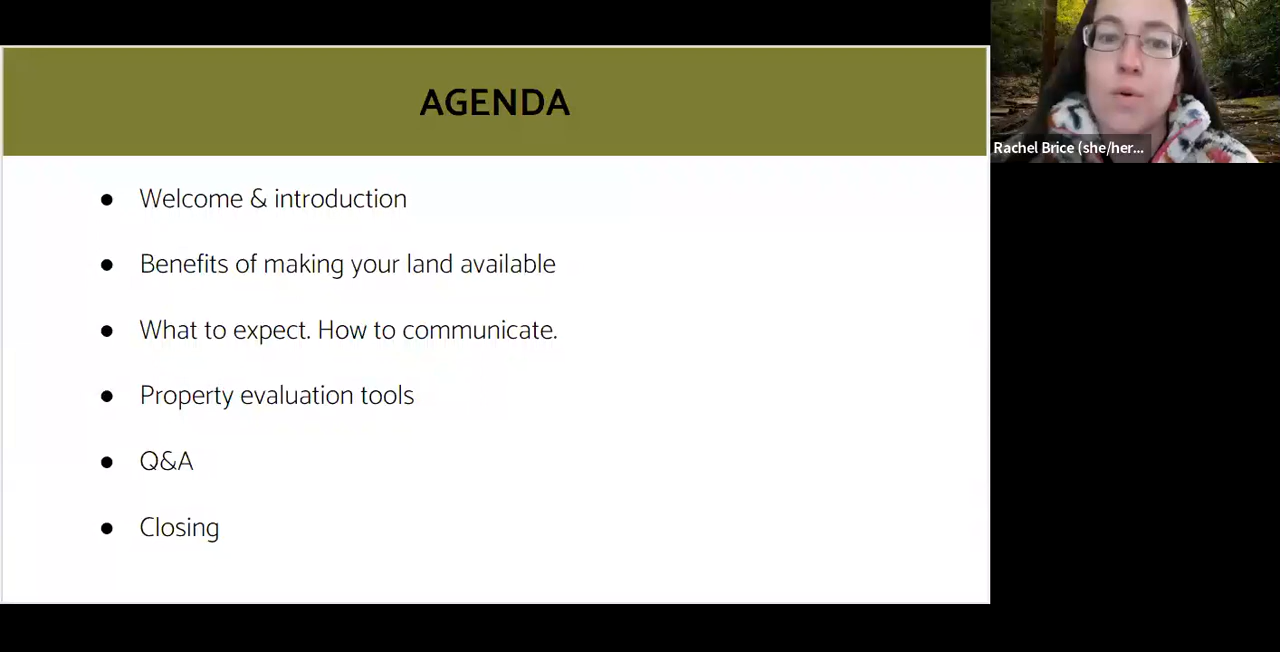 AGENDA
Welcome & introduction
Benefits of making your land available
What to expect. How to communicate.
Property evaluation tools
Q&A
Closing
Rachel Brice (she/her...